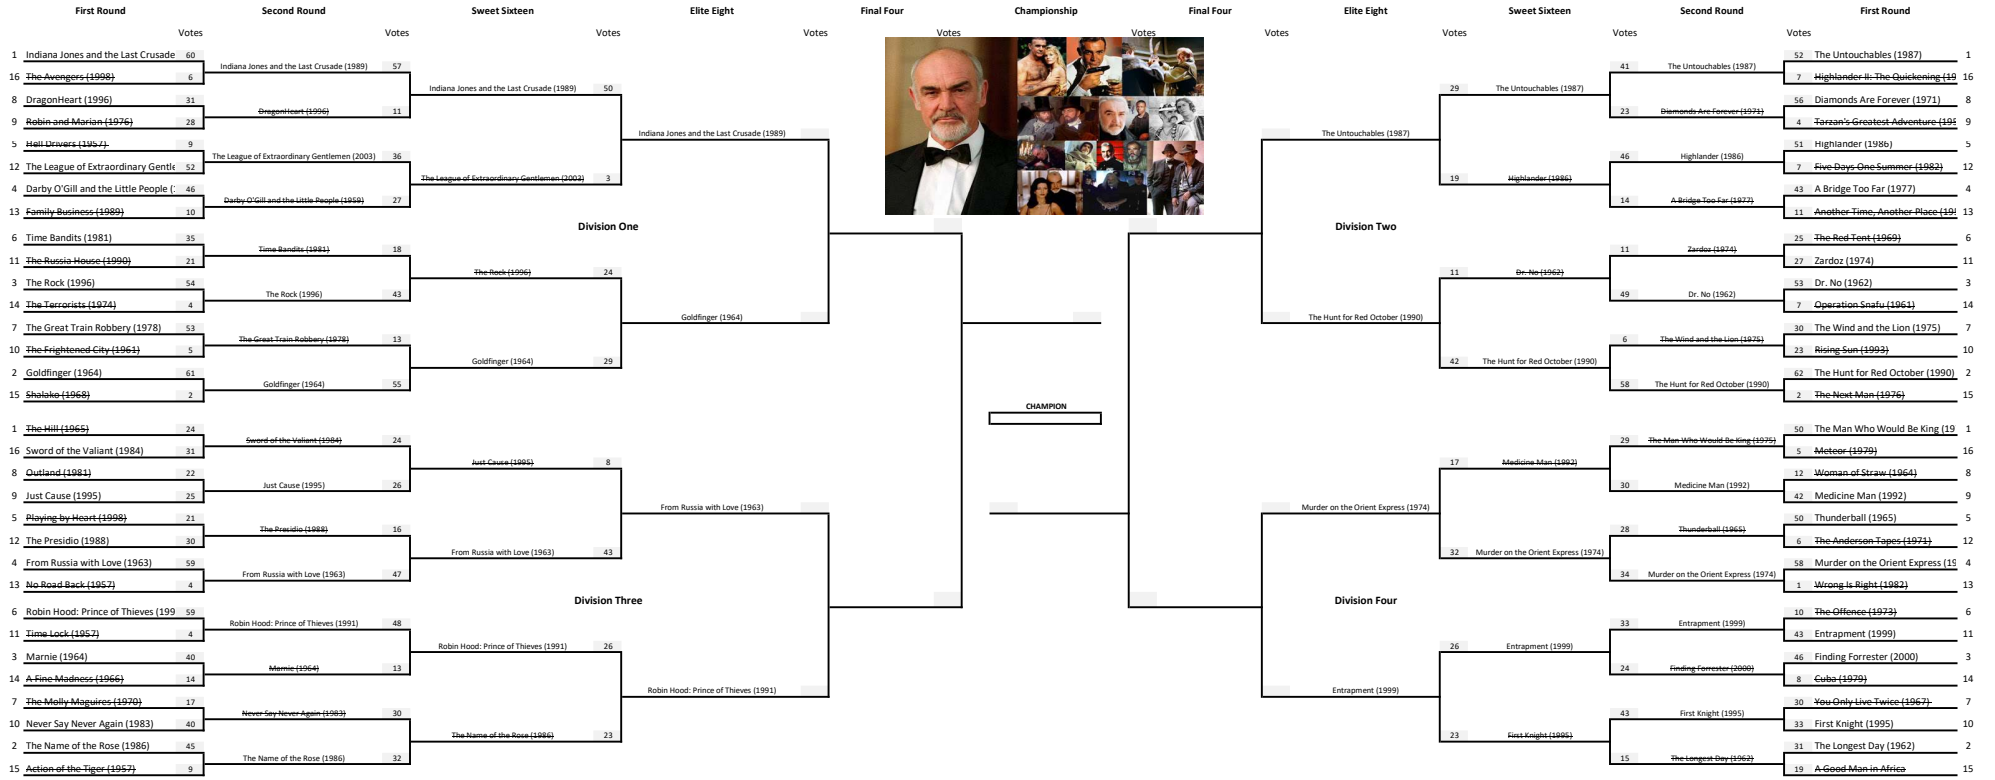 First Round Second Round Sweet Sixteen Elite Eight Final Four Championship Final Four Elite Eight Sweet Sixteen Second Round First Round
Votes Votes Votes Votes Votes Votes Votes Votes Votes Votes
1 Indiana Jones and the Last Crusade 60
16 The Avengers (1998) 6
8 DragonHeart (1996) 31
9 Robin and Marian (1976) 28
5 Hell Drivers (1957) 9
12 The League of Extraordinary Gentle 52
4 Darby O'Gill and the Little People (: 46
13 Family Business (1989) 10
6 Time Bandits (1981) 35
11 The Russia House (1990) 21
3 The Rock (1996) 54
14 The Terrorists (1974) 4
7 The Great Train Robbery (1978) 53
10 The Frightened City (1961) 5
2 Goldfinger (1964) 61
15 Shalako (1968) 2
1 The Hill (1965) 24
16 Sword of the Valiant (1984) 31
8 Outland (1981) 22
9 Just Cause (1995) 25
5 Playing by Heart (1998) 21
12 The Presidio (1988) 30
4 From Russia with Love (1963) 59
13 No Road Back (1957) 4
6 Robin Hood: Prince of Thieves (199 59
11 Time Lock (1957) 4
3 Marnie (1964) 40
14 A Fine Madness (1966) 14
7 The Molly Maguires (1970) 17
10 Never Say Never Again (1983) 40
2 The Name of the Rose (1986) 45
15 Action of the Tiger (1957) 9
Indiana Jones and the Last Crusade (1989) 57
DragonHeart (1996) 11
The League of Extraordinary Gentlemen (2003) 36
Darby O'Gill and the Little People (1959) 27
Time Bandits (1981) 18
The Rock (1996) 43
The Great Train Robbery (1978) 13
Goldfinger (1964) 55
Sword of the Valiant (1984) 24
Just Cause (1995) 26
The Presidio (1988) 16
From Russia with Love (1963) 47
Robin Hood: Prince of Thieves (1991) 48
Marnie (1964) 13
Never Say Never Again (1983) 30
The Name of the Rose (1986) 32
Indiana Jones and the Last Crusade (1989) 50
The League of Extraordinary Gentlemen (2003) 3
The Rock (1996) 24
Goldfinger (1964) 29
Just Cause (1995) 8
From Russia with Love (1963) 43
Robin Hood: Prince of Thieves (1991) 26
The Name of the Rose (1986) 23
Indiana Jones and the Last Crusade (1989)
Division One
Goldfinger (1964)
From Russia with Love (1963)
Division Three
Robin Hood: Prince of Thieves (1991)
CHAMPION
The Untouchables (1987)
Division Two
The Hunt for Red October (1990)
Murder on the Orient Express (1974)
Division Four
Entrapment (1999)
29 The Untouchables (1987)
19 Highlander (1986)
11 Dr. No (1962)
42 The Hunt for Red October (1990)
17 Medicine Man (1992)
32 Murder on the Orient Express (1974)
26 Entrapment (1999)
23 First Knight (1995)
41 The Untouchables (1987)
23 Diamonds Are Forever (1971)
46 Highlander (1986)
14 A Bridge Too Far (1977)
11 Zardoz (1974)
49 Dr. No (1962)
6 The Wind and the Lion (1975)
58 The Hunt for Red October (1990)
29 The Man Who Would Be King (1975)
30 Medicine Man (1992)
28 Thunderball (1965)
34 Murder on the Orient Express (1974)
33 Entrapment (1999)
24 Finding Forrester (2000)
43 First Knight (1995)
15 The Longest Day (1962)
52 The Untouchables (1987) 1
7 Highlander II: The Quickening (19 16
56 Diamonds Are Forever (1971) 8
4 Tarzan's Greatest Adventure (195 9
51 Highlander (1986) 5
7 Five Days One Summer (1982) 12
43 A Bridge Too Far (1977) 4
11 Another Time, Another Place (19! 13
25 The Red Tent (1969) 6
27 Zardoz (1974) 11
53 Dr. No (1962) 3
7 Operation Snafu (1961) 14
30 The Wind and the Lion (1975) 7
23 Rising Sun (1993) 10
62 The Hunt for Red October (1990) 2
2 The Next Man (1976) 15
50 The Man Who Would Be King (19 1
5 Meteor (1979) 16
12 Woman of Straw (1964) 8
42 Medicine Man (1992) 9
50 Thunderball (1965) 5
6 The Anderson Tapes (1971) 12
58 Murder on the Orient Express (19 4
1 Wrong Is Right (1982) 13
10 The Offence (1973) 6
43 Entrapment (1999) 11
46 Finding Forrester (2000) 3
8 Cuba (1979) 14
30 You Only Live Twice (1967) 7
33 First Knight (1995) 10
31 The Longest Day (1962) 2
19 A Good Man in Africa 15